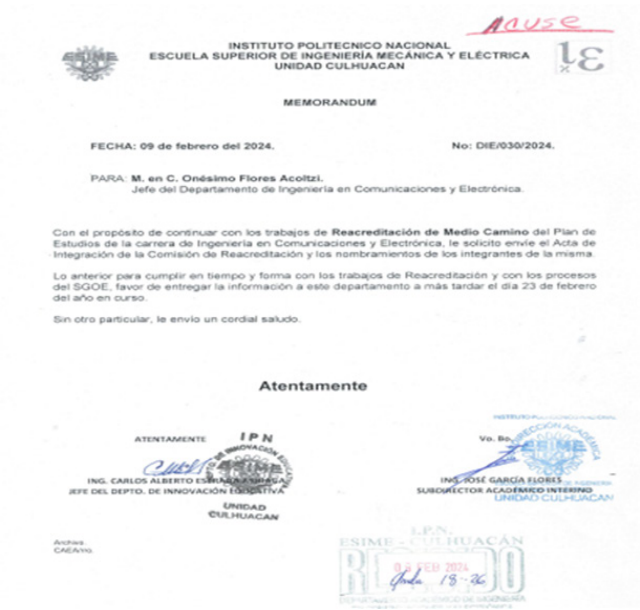 Acuse
INSTITUTO POLITECNICO NACIONAL
ESCUELA SUPERIOR DE INGENIERÍA MECÁNICA Y ELÉCTRICA
UNIDAD CULHUACAN
ESIME
MEMORANDUM
FECHA: 09 de febrero del 2024. No: DIE/030/2024.
PARA: M. en C. Onésimo Flores Acoltzi.
Jefe del Departamento de Ingeniería en Comunicaciones y Electrónica.
Con el propósito de continuar con los trabajos de Reacreditación de Medio Camino del Plan de
Estudios de la carrera de Ingeniería en Comunicaciones y Electrónica, le solicito envíe el Acta de
Integración de la Comisión de Reacreditación y los nombramientos de los integrantes de la misma.
Lo anterior para cumplir en tiempo y forma con los trabajos de Reacreditación y con los procesos
del SGOE, favor de entregar la información a este departamento a más tardar el día 23 de febrero
del año en curso.
Sin otro particular, le envío un cordial saludo.
Atentamente
ATENTAMENTE Vo. Bo.
IPN
DIRECCIÓN ACADÉMICA
ESIME
ING. CARLOS ALBERTO ING. JOSÉ GARCÍA FLORES
JEFE DEL DEPTO. DE INNOVACIÓN EDUCATIVA SUBDIRECTOR ACADÉMICO INTERINO
UNIDAD
CULHUACAN
UNIDAD CULHUACAN
Archivo.
I.P.N.
ESIME - CULHUACÁN
FEB 2024
18-26